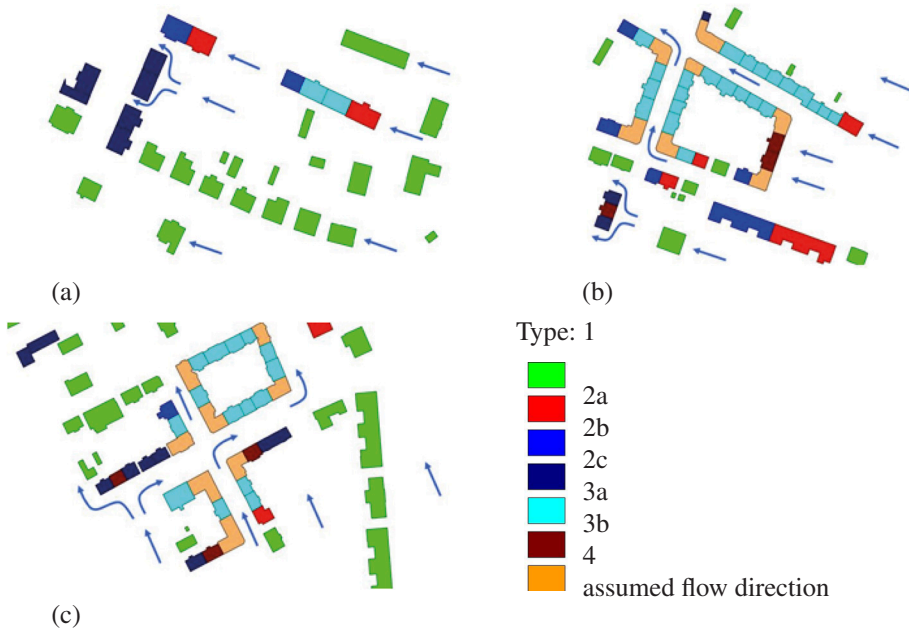 (a)
(b)
Type: 1
2a
2b
2c
3a
3b
4
assumed flow direction
(c)